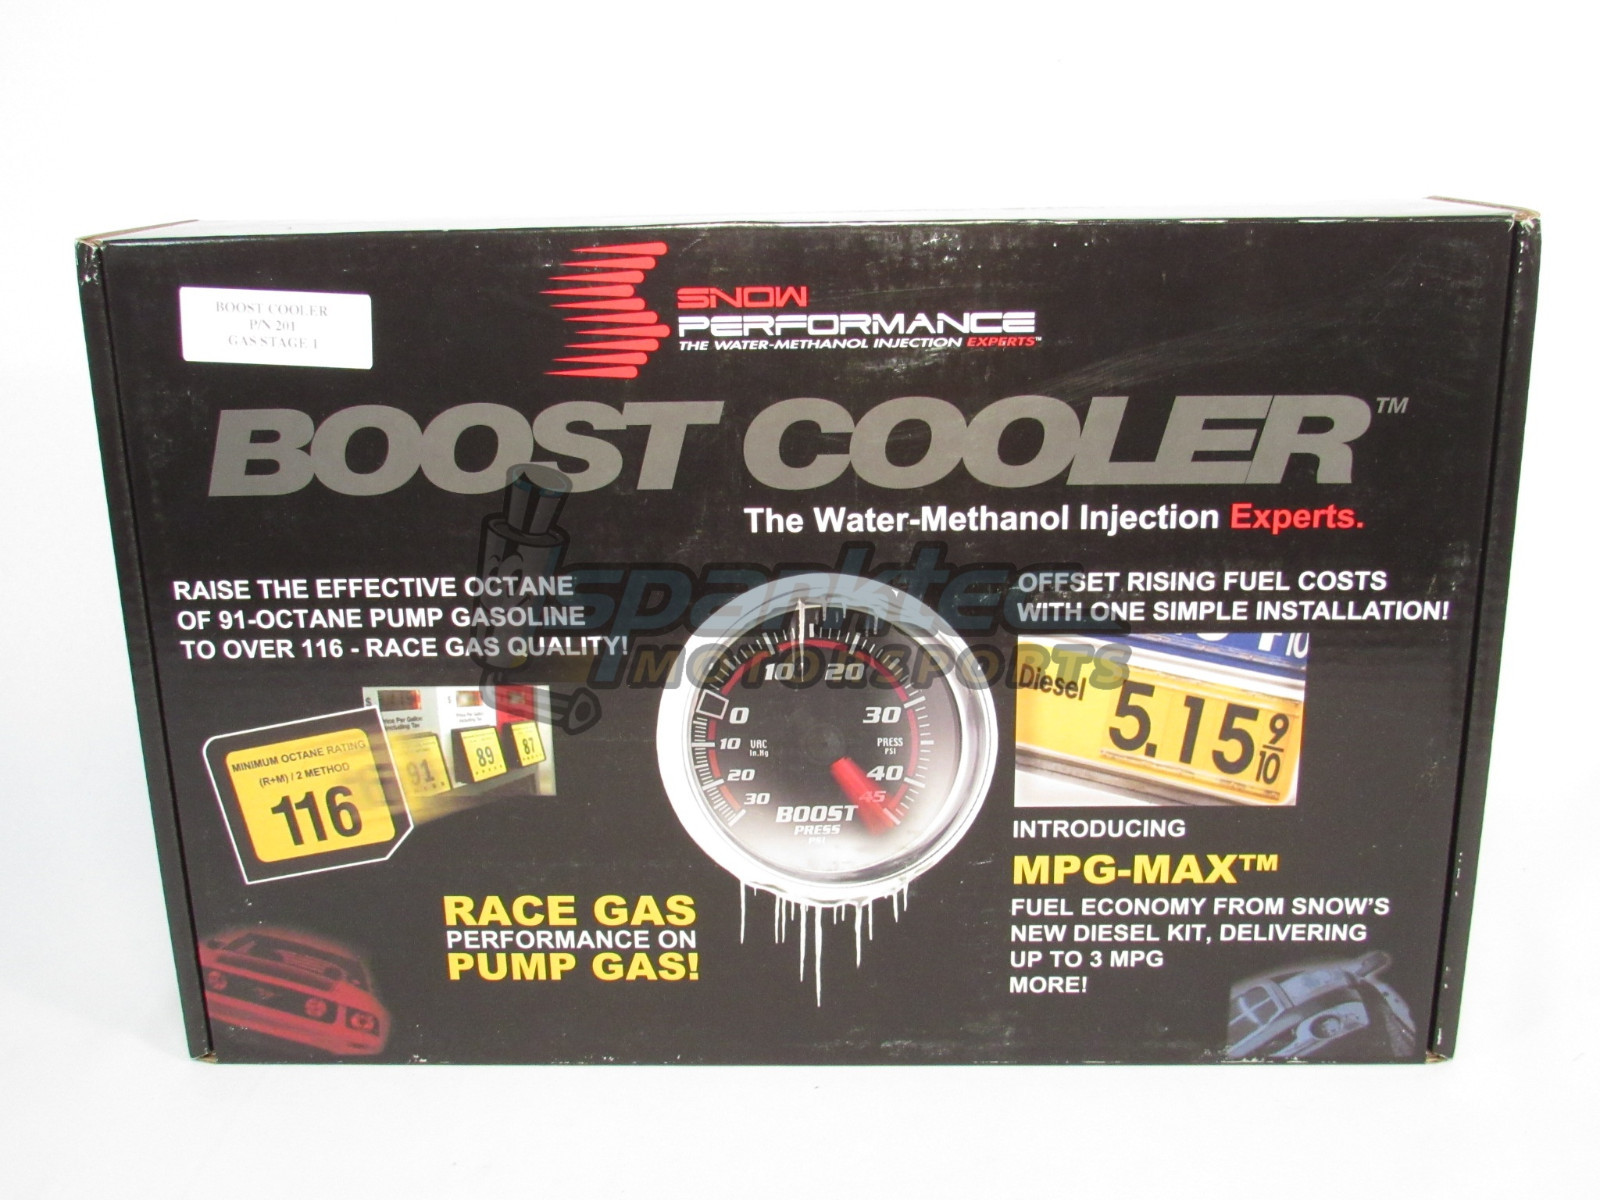 BOOST COOLER
P/N 201
GAS STAGE 1
SNOW
PERFORMANCE
THE WATER-METHANOL INJECTION EXPERTS™
BOOST COOLER™
The Water-Methanol Injection Experts.
RAISE THE EFFECTIVE OCTANE
OF 91-OCTANE PUMP GASOLINE
TO OVER 116 - RACE GAS QUALITY!
OFFSET RISING FUEL COSTS
WITH ONE SIMPLE INSTALLATION!
sparktec
MOTORSPORTS
MINIMUM OCTANE RATING
(R+M) / 2 METHOD
116
91
89
87
10 20
0 30
10 VAC In.Hg
PRESS PSI
20 40
30 45
BOOST
PRESS
PSI
Diesel 5.15 9/10
INTRODUCING
MPG-MAX™
FUEL ECONOMY FROM SNOW'S
NEW DIESEL KIT, DELIVERING
UP TO 3 MPG
MORE!
RACE GAS
PERFORMANCE ON
PUMP GAS!